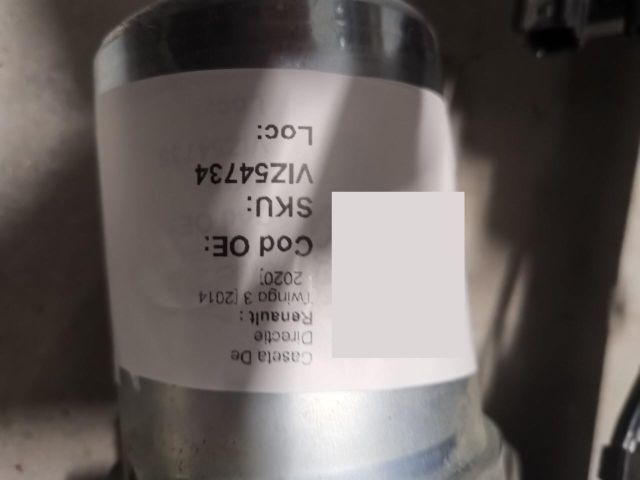 Caseta De
Directie
Renault :
Twingo 3 [2014
- 2020]
Cod OE:
SKU:
VIZ54734
Loc: